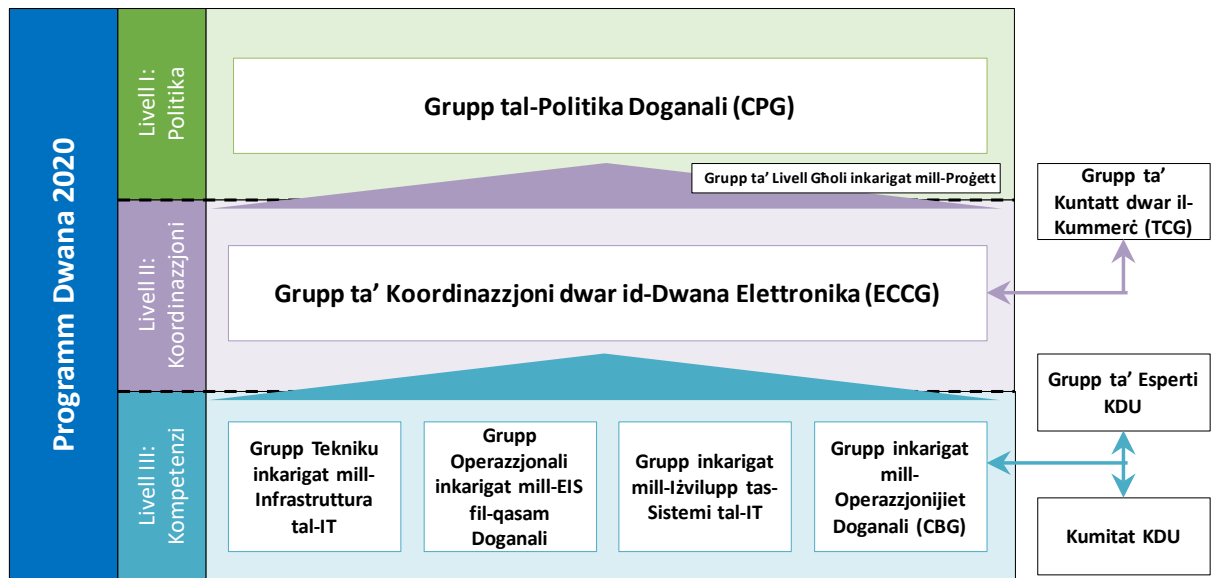 Programm Dwana 2020
Livell I:
Politika
Grupp tal-Politika Doganali (CPG)
Grupp ta’ Livell Għoli inkarigat mill-Proġett
Livell II:
Koordinazzjoni
Grupp ta’ Koordinazzjoni dwar id-Dwana Elettronika (ECCG)
Grupp ta’
Kuntatt dwar il-
Kummerċ (TCG)
Livell III:
Kompetenzi
Grupp Tekniku
inkarigat mill-
Infrastruttura
tal-IT
Grupp
Operazzjonali
inkarigat mill-EIS
fil-qasam
Doganali
Grupp inkarigat
mill-Iżvilupp tas-
Sistemi tal-IT
Grupp inkarigat
mill-
Operazzjonijiet
Doganali (CBG)
Grupp ta’ Esperti
KDU
Kumitat KDU